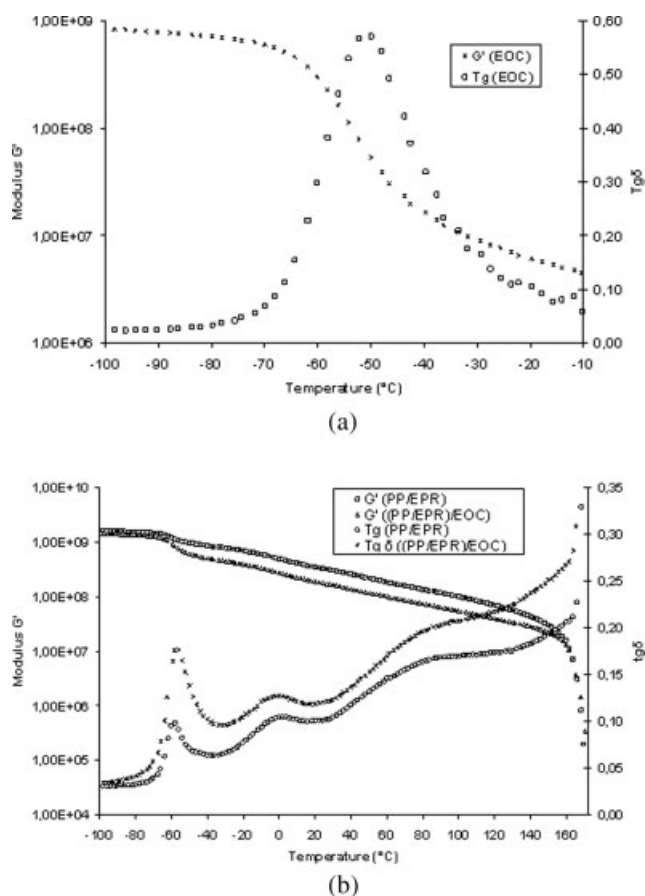 1,00E+09
1,00E+08
1,00E+07
1,00E+06
Modulus G'
× G' (EOC)
o Tg (EOC)
0,60
0,50
0,40
0,30
0,20
0,10
0,00
Tgδ
-100 -90 -80 -70 -60 -50 -40 -30 -20 -10
Temperature (°C)
(a)
1,00E+10
1,00E+09
1,00E+08
1,00E+07
1,00E+06
1,00E+05
1,00E+04
Modulus G'
G' (PP/EPR)
G' ((PP/EPR)/EOC)
Tg (PP/EPR)
Tg δ ((PP/EPR)/EOC)
0,35
0,30
0,25
0,20
0,15
0,10
0,05
0,00
tgδ
-100 -80 -60 -40 -20 0 20 40 60 80 100 120 140 160
Temperature (°C)
(b)